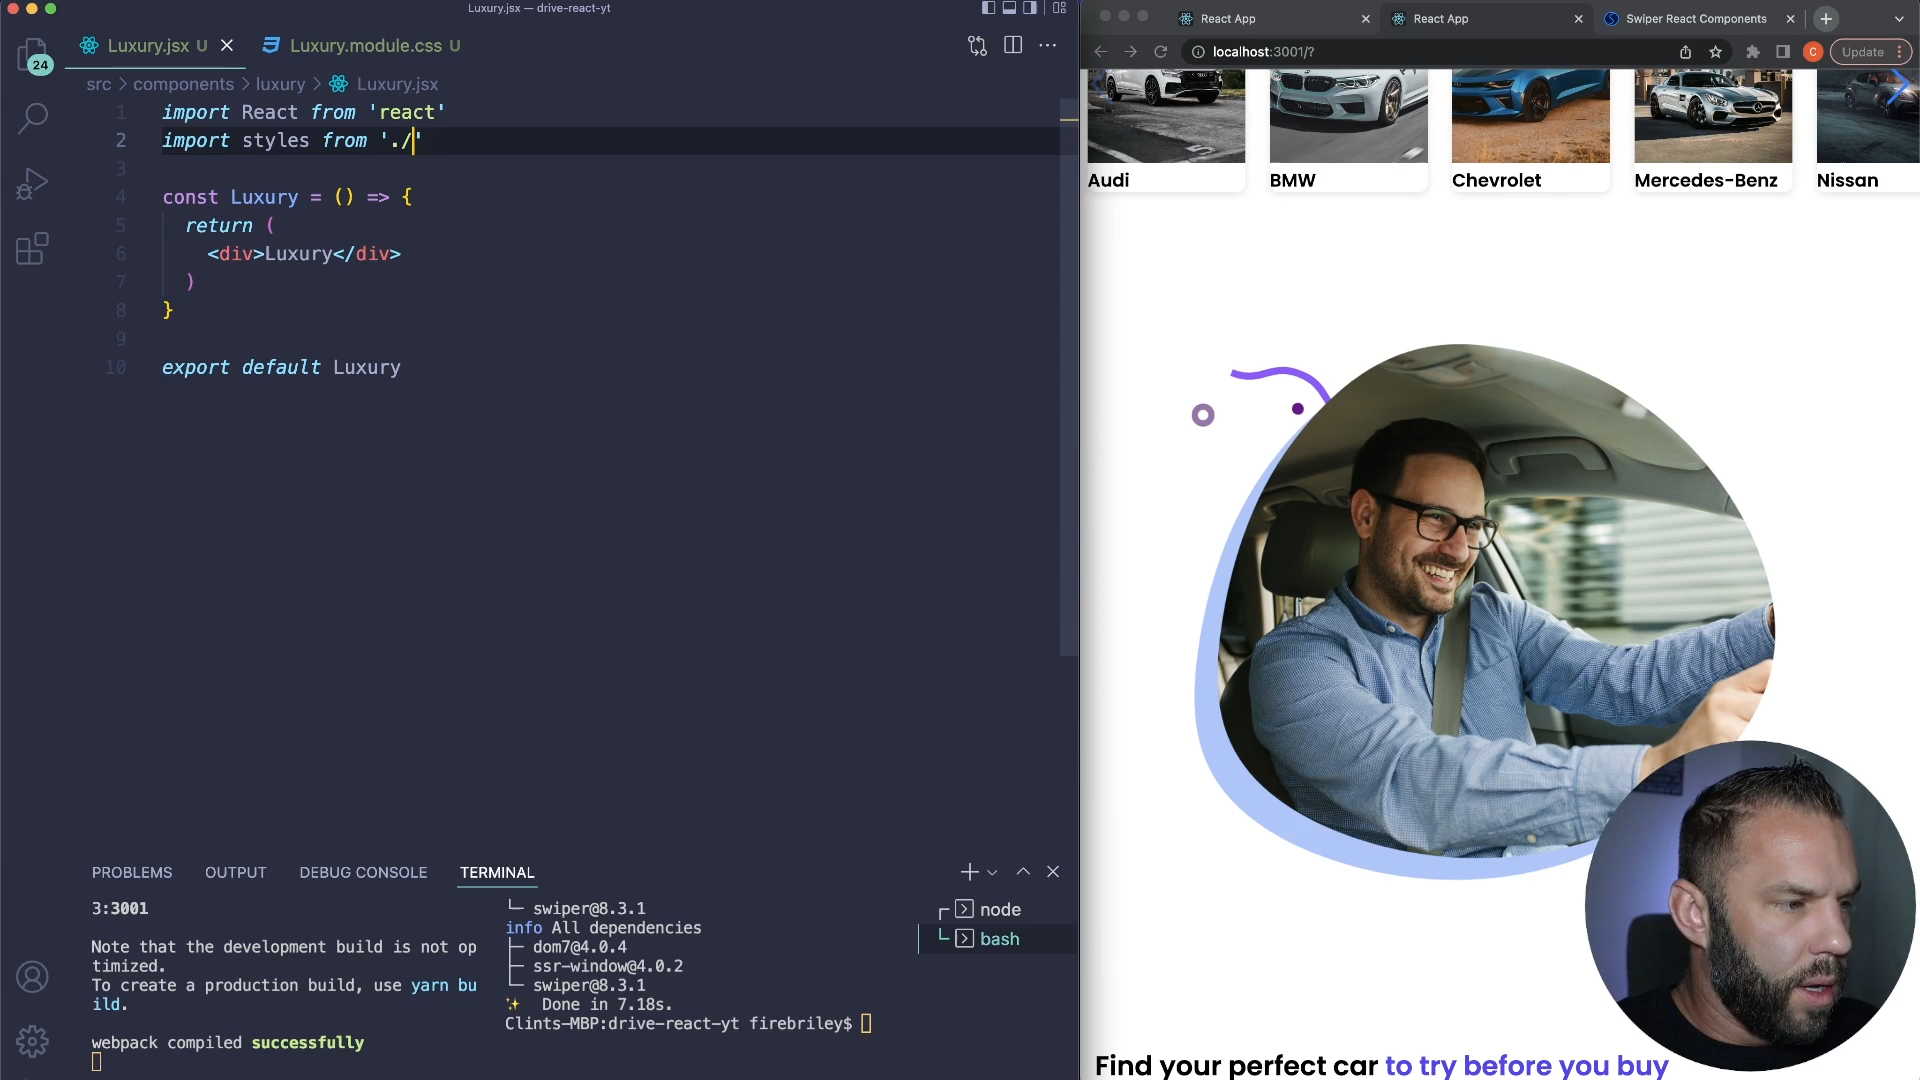 Luxury.jsx — drive-react-yt
24
Luxury.jsx U
Luxury.module.css U
src > components > luxury > Luxury.jsx
1 import React from 'react'
2 import styles from './'
3
4 const Luxury = () => {
5 return (
6 <div>Luxury</div>
7 )
8 }
9
10 export default Luxury
PROBLEMS OUTPUT DEBUG CONSOLE TERMINAL
3:3001
Note that the development build is not op
timized.
To create a production build, use yarn bu
ild.
webpack compiled successfully
└─ swiper@8.3.1
info All dependencies
├─ dom7@4.0.4
├─ ssr-window@4.0.2
└─ swiper@8.3.1
✨ Done in 7.18s.
Clints-MBP:drive-react-yt firebriley$
node
bash
React App
React App
Swiper React Components
localhost:3001/?
C
Update
Audi
BMW
Chevrolet
Mercedes-Benz
Nissan
Find your perfect car to try before you buy